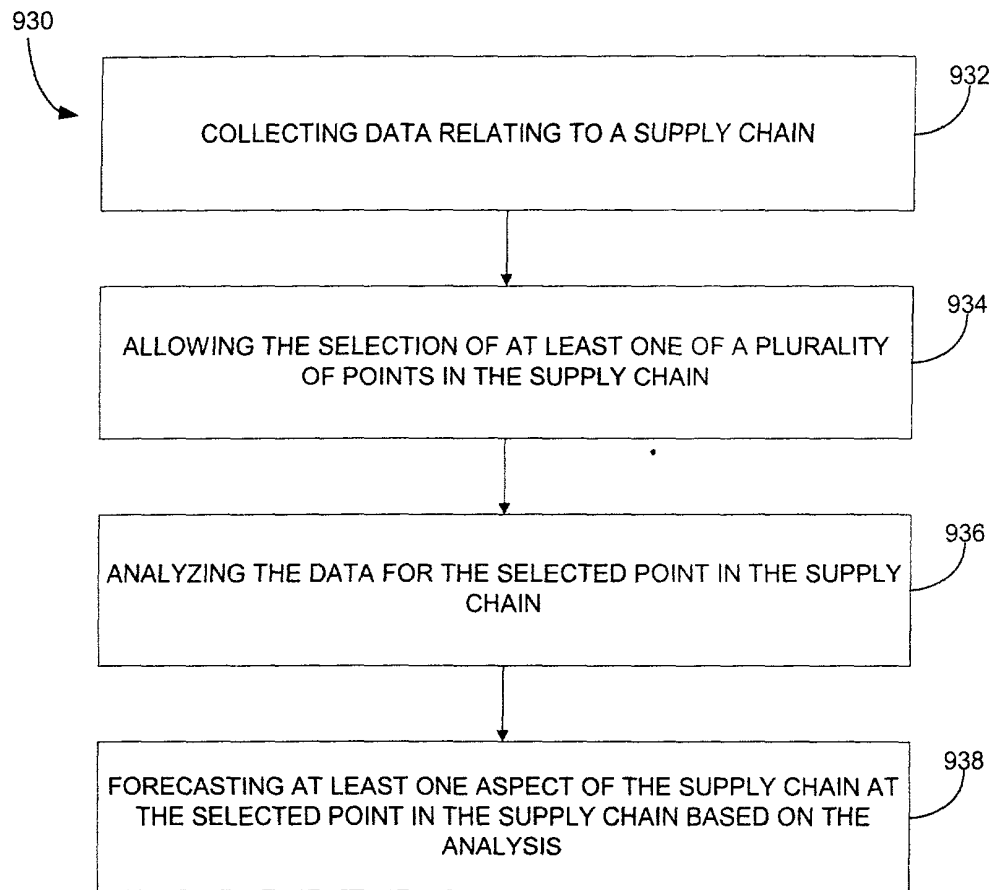 930
932
COLLECTING DATA RELATING TO A SUPPLY CHAIN
934
ALLOWING THE SELECTION OF AT LEAST ONE OF A PLURALITY
OF POINTS IN THE SUPPLY CHAIN
936
ANALYZING THE DATA FOR THE SELECTED POINT IN THE SUPPLY
CHAIN
938
FORECASTING AT LEAST ONE ASPECT OF THE SUPPLY CHAIN AT
THE SELECTED POINT IN THE SUPPLY CHAIN BASED ON THE
ANALYSIS